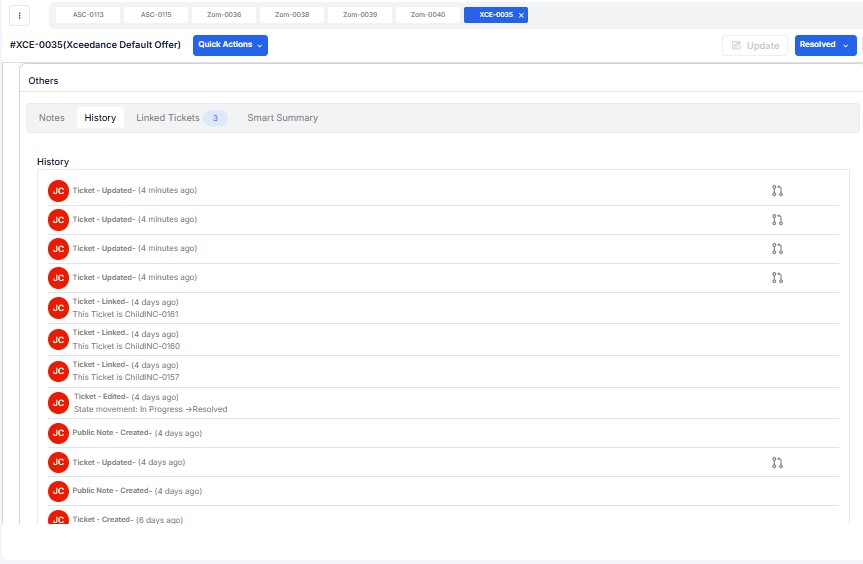 ASC-0113 ASC-0115 Zom-0036 Zom-0038 Zom-0039 Zom-0040 XCE-0035 ×
#XCE-0035(Xceedance Default Offer) Quick Actions Update Resolved
Others
Notes History Linked Tickets 3 Smart Summary
History
JC Ticket - Updated- (4 minutes ago)
JC Ticket - Updated- (4 minutes ago)
JC Ticket - Updated- (4 minutes ago)
JC Ticket - Updated- (4 minutes ago)
JC Ticket - Linked- (4 days ago)
This Ticket is ChildINC-0161
JC Ticket - Linked- (4 days ago)
This Ticket is ChildINC-0160
JC Ticket - Linked- (4 days ago)
This Ticket is ChildINC-0157
JC Ticket - Edited- (4 days ago)
State movement: In Progress →Resolved
JC Public Note - Created- (4 days ago)
JC Ticket - Updated- (4 days ago)
JC Public Note - Created- (4 days ago)
JC Ticket - Created- (6 days ago)